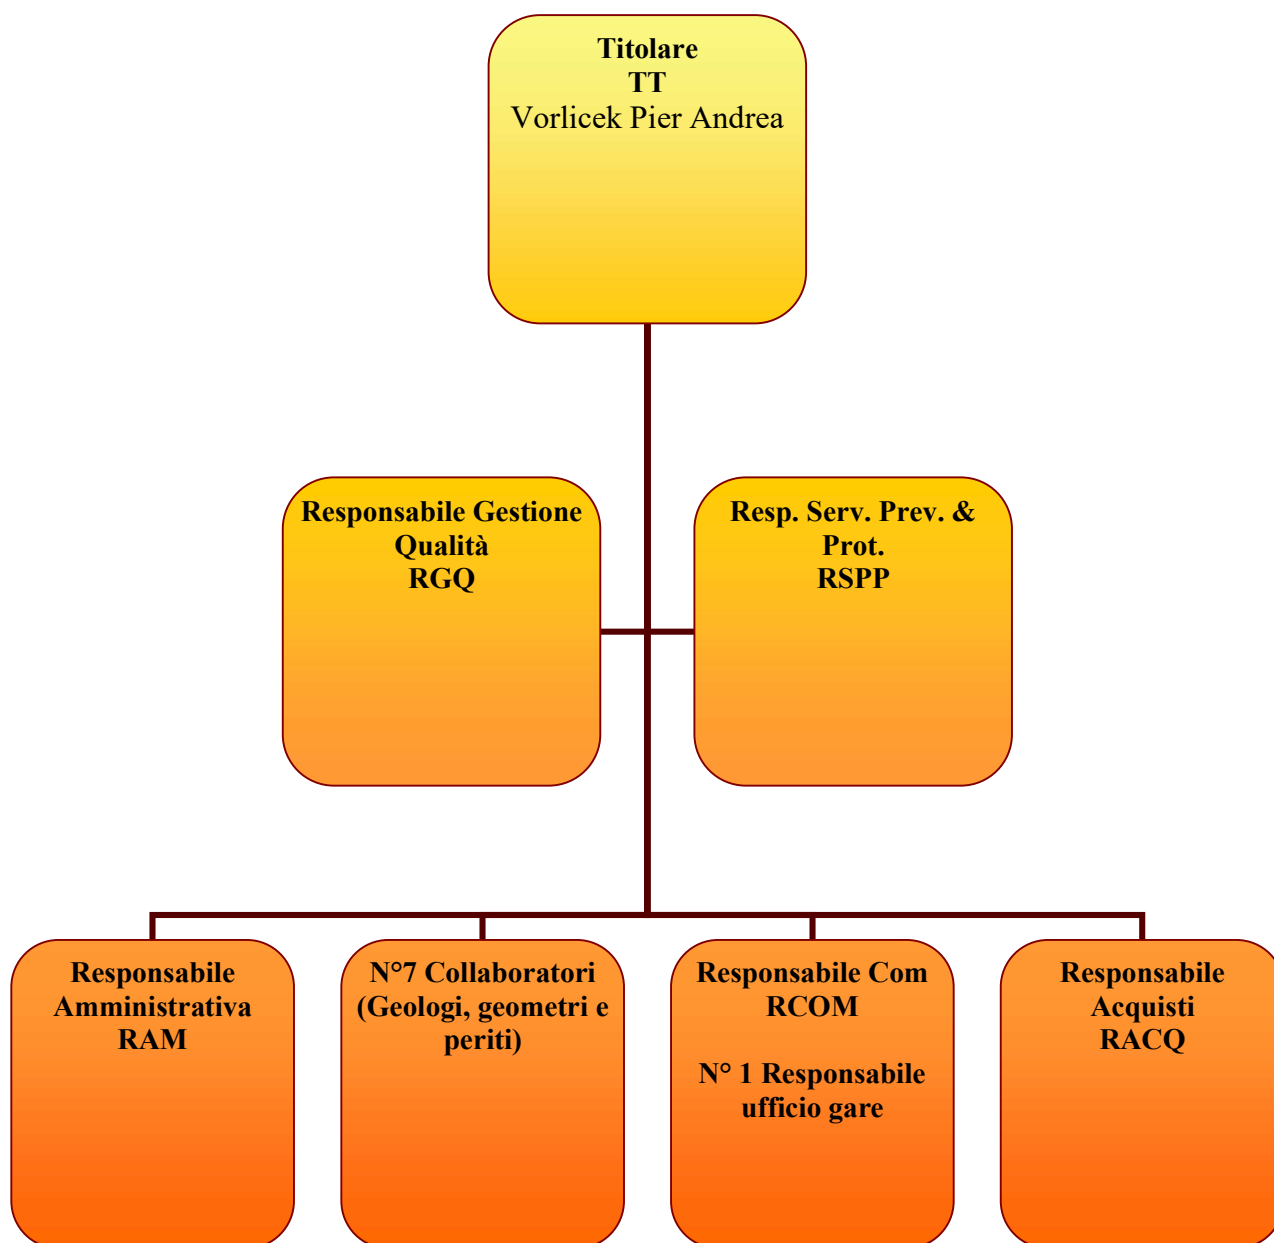 Titolare
TT
Vorlicek Pier Andrea
Responsabile Gestione
Qualità
RGQ
Resp. Serv. Prev. &
Prot.
RSPP
Responsabile
Amministrativa
RAM
N°7 Collaboratori
(Geologi, geometri e
periti)
Responsabile Com
RCOM
N° 1 Responsabile
ufficio gare
Responsabile
Acquisti
RACQ